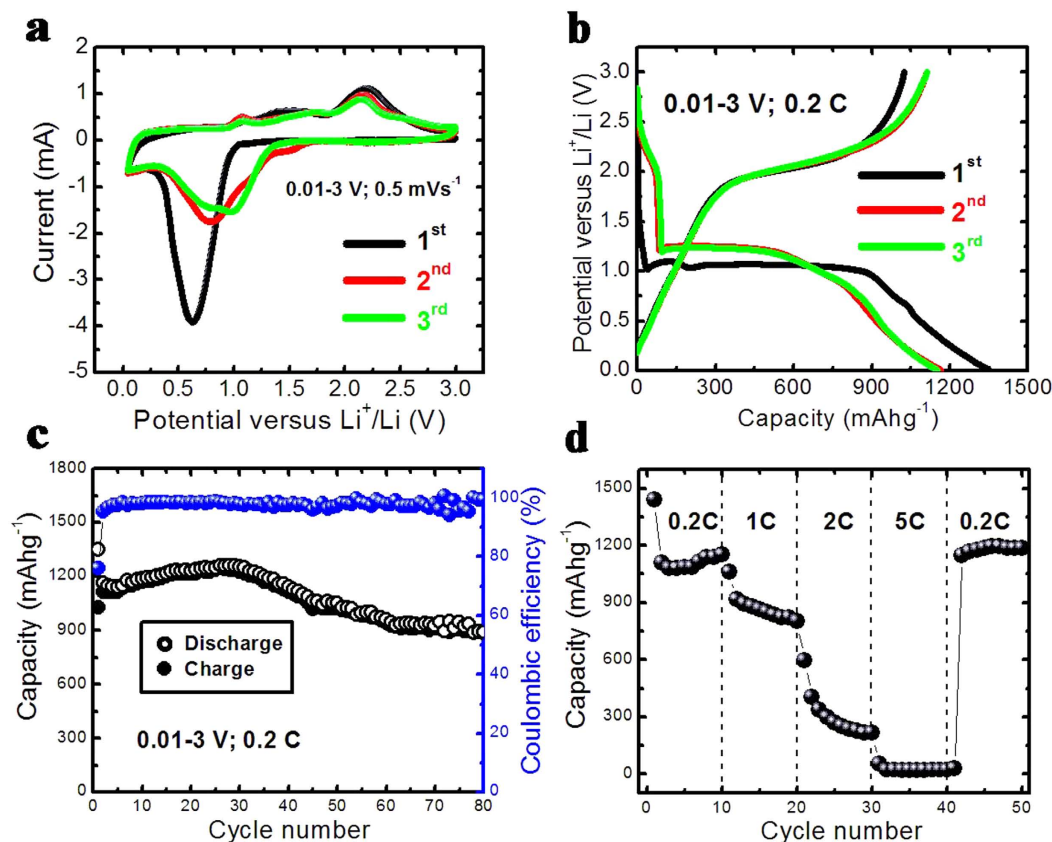 a
2
1
0
-1
-2
-3
-4
-5
Current (mA)
0.01-3 V; 0.5 mVs⁻¹
1ˢᵗ
2ⁿᵈ
3ʳᵈ
0.0 0.5 1.0 1.5 2.0 2.5 3.0
Potential versus Li⁺/Li (V)
b
3.0
2.5
2.0
1.5
1.0
0.5
0.0
Potential versus Li⁺/Li (V)
0.01-3 V; 0.2 C
1ˢᵗ
2ⁿᵈ
3ʳᵈ
0 300 600 900 1200 1500
Capacity (mAhg⁻¹)
c
1800
1500
1200
900
600
300
0
Capacity (mAhg⁻¹)
Discharge
Charge
0.01-3 V; 0.2 C
100
80
60
40
20
0
Coulombic efficiency (%)
0 10 20 30 40 50 60 70 80
Cycle number
d
1500
1200
900
600
300
0
Capacity (mAhg⁻¹)
0.2C 1C 2C 5C 0.2C
0 10 20 30 40 50
Cycle number